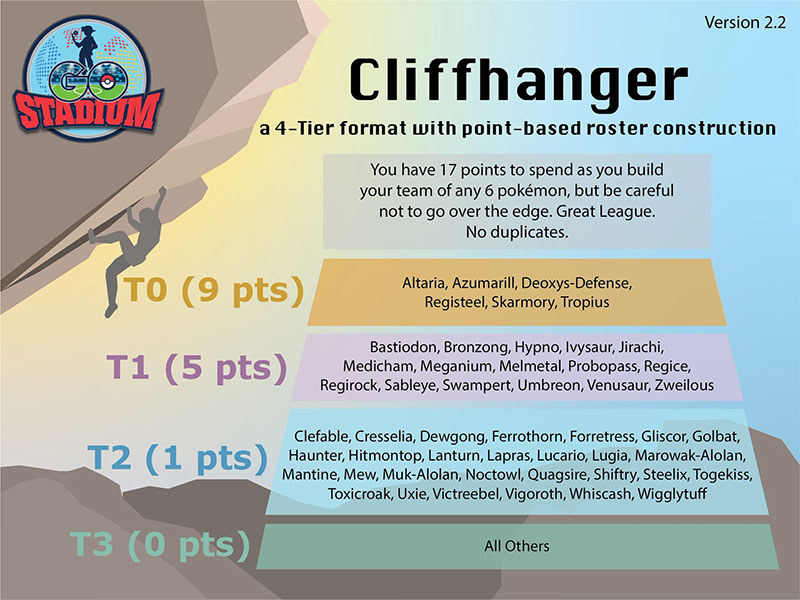 Version 2.2
GO
STADIUM
Cliffhanger
a 4-Tier format with point-based roster construction
You have 17 points to spend as you build
your team of any 6 pokémon, but be careful
not to go over the edge. Great League.
No duplicates.
T0 (9 pts)
Altaria, Azumarill, Deoxys-Defense,
Registeel, Skarmory, Tropius
T1 (5 pts)
Bastiodon, Bronzong, Hypno, Ivysaur, Jirachi,
Medicham, Meganium, Melmetal, Probopass, Regice,
Regirock, Sableye, Swampert, Umbreon, Venusaur, Zweilous
T2 (1 pts)
Clefable, Cresselia, Dewgong, Ferrothorn, Forretress, Gliscor, Golbat,
Haunter, Hitmontop, Lanturn, Lapras, Lucario, Lugia, Marowak-Alolan,
Mantine, Mew, Muk-Alolan, Noctowl, Quagsire, Shiftry, Steelix, Togekiss,
Toxicroak, Uxie, Victreebel, Vigoroth, Whiscash, Wigglytuff
T3 (0 pts)
All Others